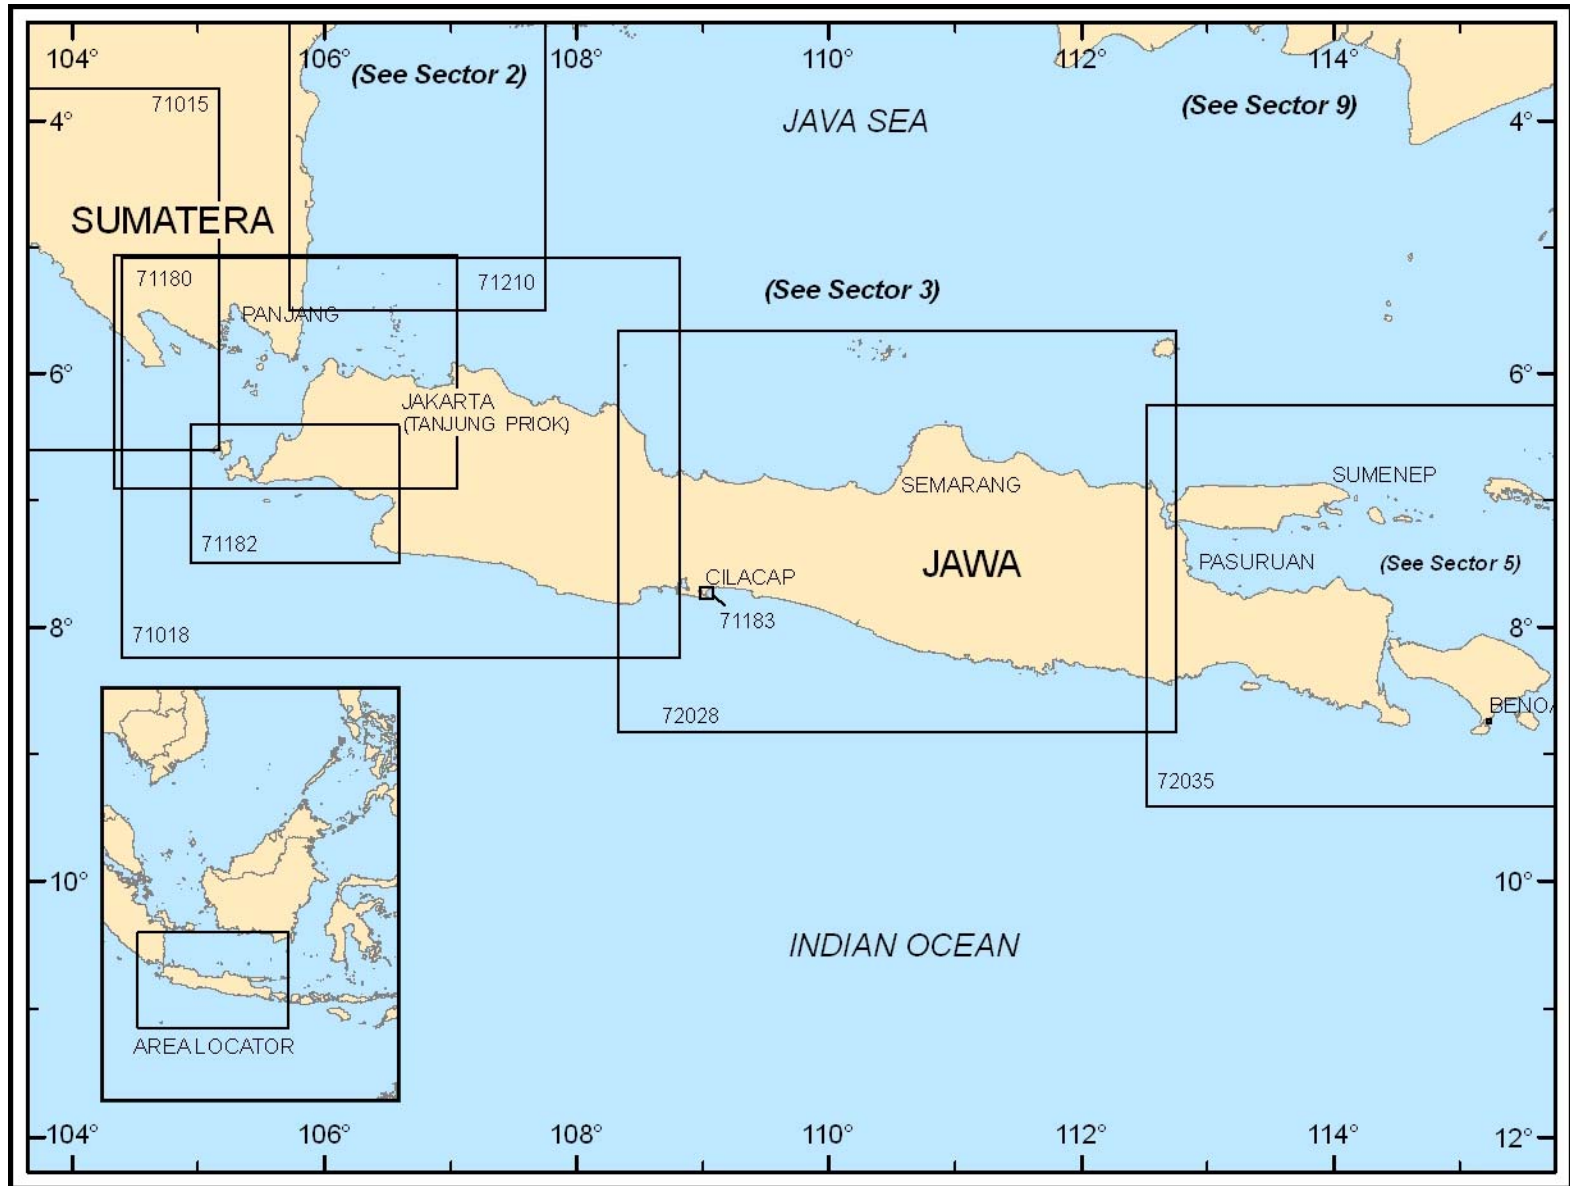 104°
106°
108°
110°
112°
114°
(See Sector 2)
71015
(See Sector 9)
4°
JAVA SEA
4°
SUMATERA
71180
71210
(See Sector 3)
PANJANG
6°
6°
JAKARTA
(TANJUNG PRIOK)
SEMARANG
SUMENEP
71182
JAWA
PASURUAN
(See Sector 5)
CILACAP
71183
71018
8°
8°
72028
BENOA
72035
10°
10°
INDIAN OCEAN
AREA LOCATOR
104°
106°
108°
110°
112°
114°
12°